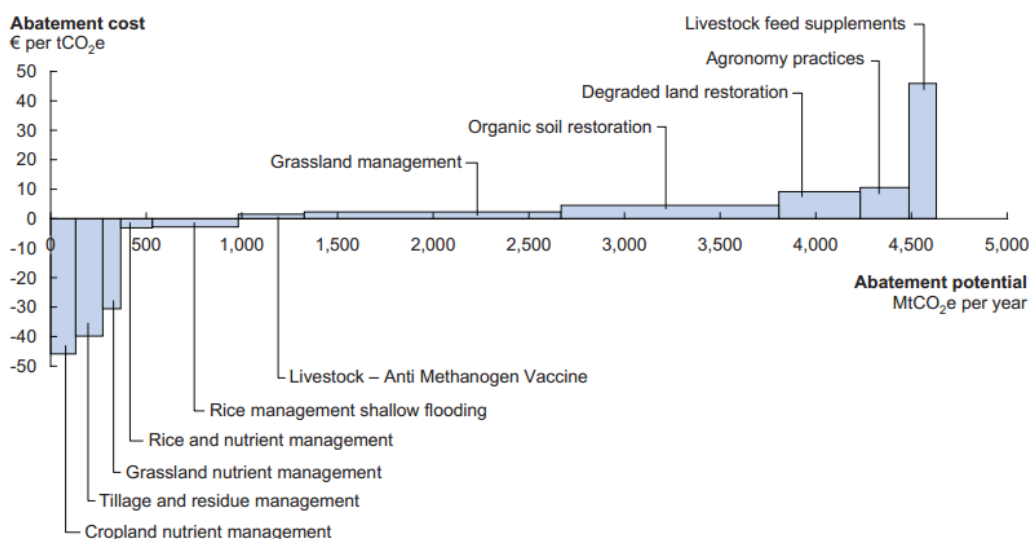 Abatement cost
€ per tCO₂e
Livestock feed supplements
Agronomy practices
Degraded land restoration
Organic soil restoration
Grassland management
50
40
30
20
10
0
-10
-20
-30
-40
-50
0 500 1,000 1,500 2,000 2,500 3,000 3,500 4,000 4,500 5,000
Abatement potential
MtCO₂e per year
Livestock – Anti Methanogen Vaccine
Rice management shallow flooding
Rice and nutrient management
Grassland nutrient management
Tillage and residue management
Cropland nutrient management